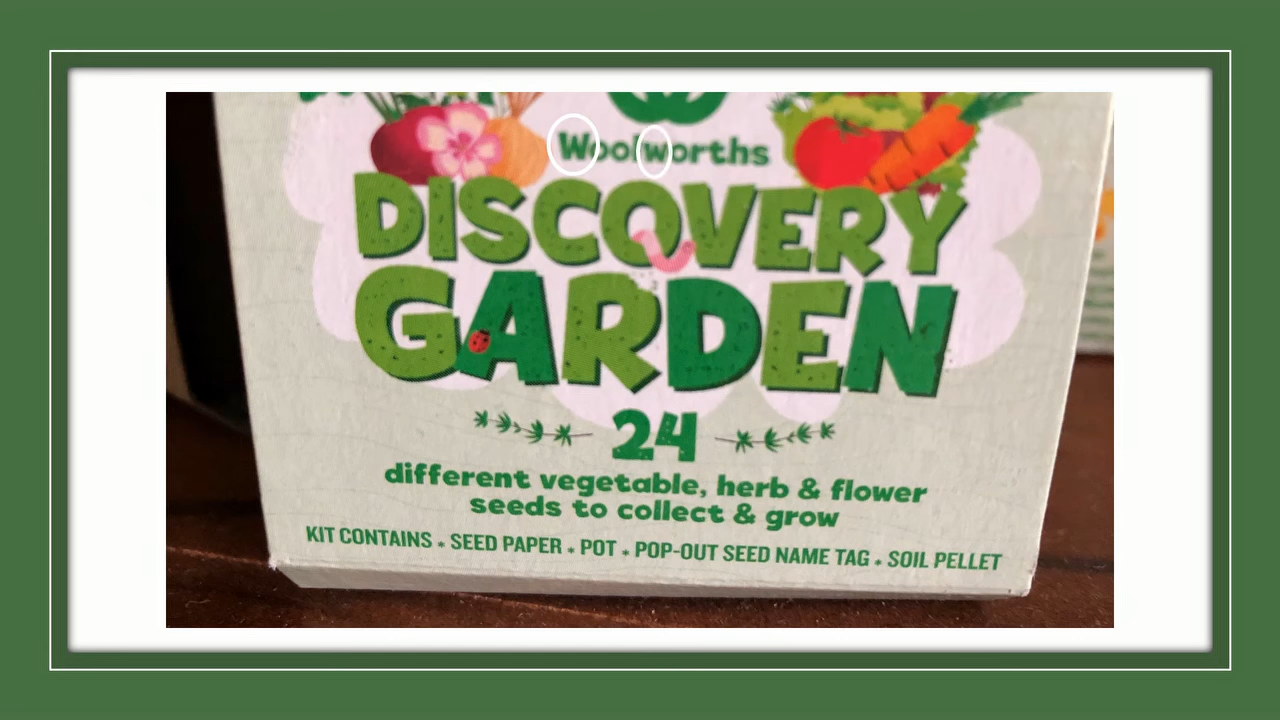 Woolworths
DISCOVERY
GARDEN
24
different vegetable, herb & flower
seeds to collect & grow
KIT CONTAINS * SEED PAPER * POT * POP-OUT SEED NAME TAG * SOIL PELLET